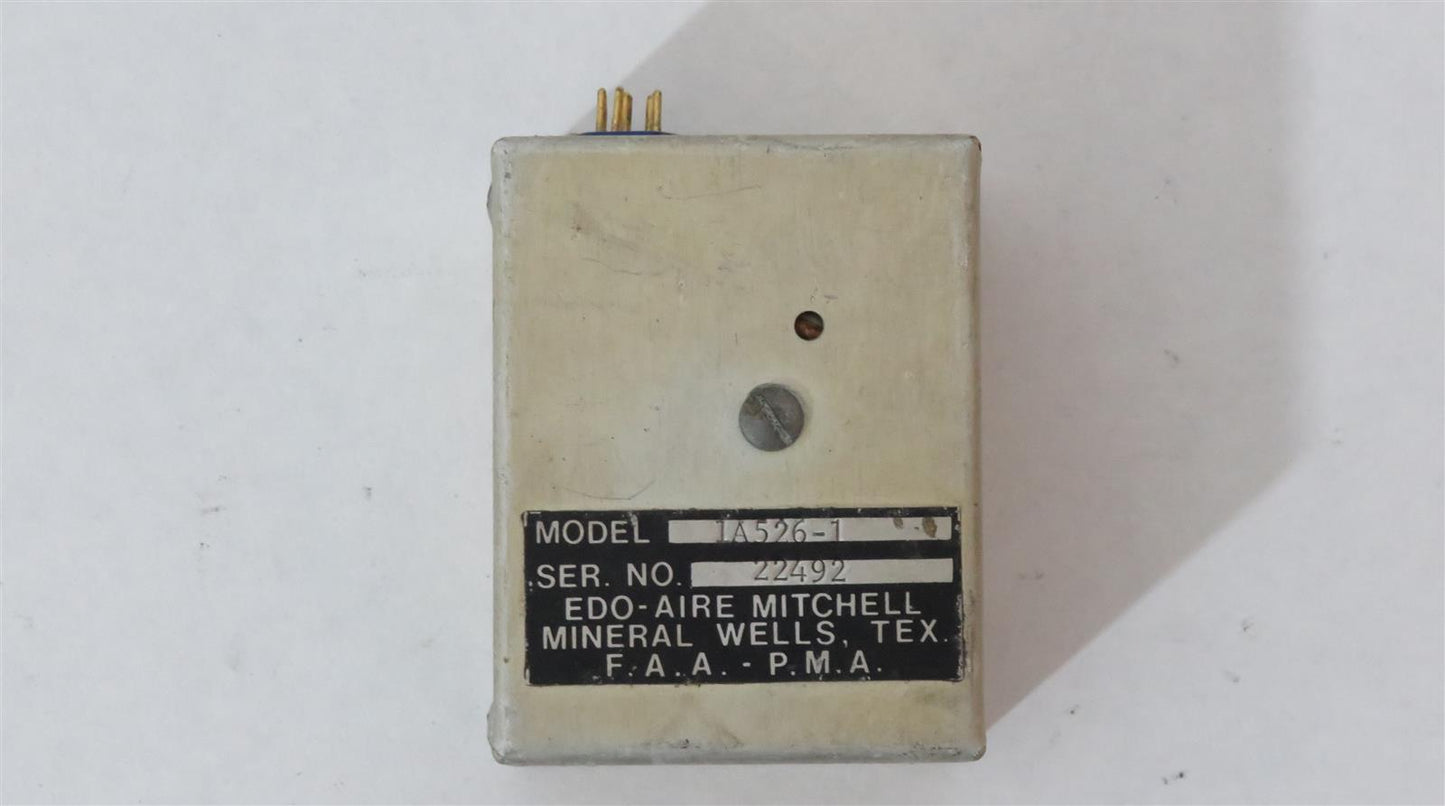 MODEL 1A526-1
SER. NO. 22492
EDO-AIRE MITCHELL
MINERAL WELLS, TEX.
F.A.A. - P.M.A.